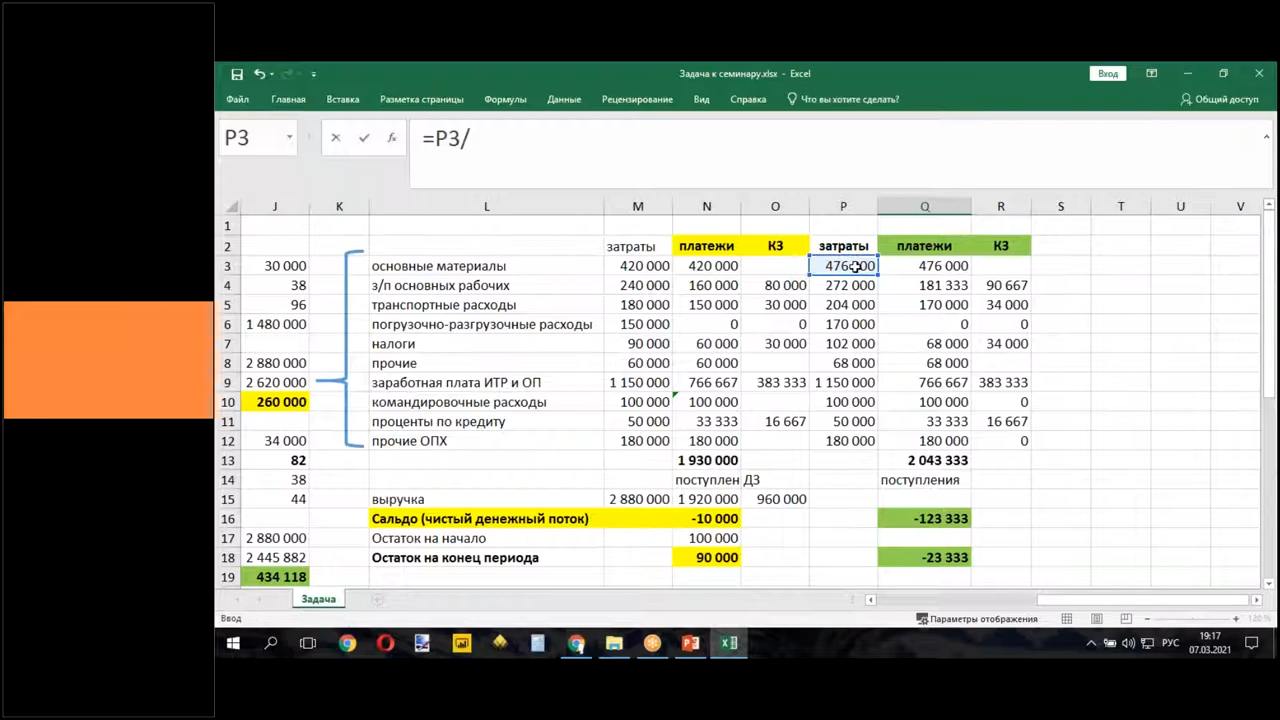 Задача к семинару.xlsx - Excel
Вход
Файл Главная Вставка Разметка страницы Формулы Данные Рецензирование Вид Справка Что вы хотите сделать? Общий доступ
P3 fx =P3/
J K L M N O P Q R S T U V
1
2 затраты платежи КЗ затраты платежи КЗ
3 30 000 основные материалы 420 000 420 000 476 000 476 000
4 38 з/п основных рабочих 240 000 160 000 80 000 272 000 181 333 90 667
5 96 транспортные расходы 180 000 150 000 30 000 204 000 170 000 34 000
6 1 480 000 погрузочно-разгрузочные расходы 150 000 0 0 170 000 0 0
7 налоги 90 000 60 000 30 000 102 000 68 000 34 000
8 2 880 000 прочие 60 000 60 000 68 000 68 000
9 2 620 000 заработная плата ИТР и ОП 1 150 000 766 667 383 333 1 150 000 766 667 383 333
10 260 000 командировочные расходы 100 000 100 000 100 000 100 000 0
11 проценты по кредиту 50 000 33 333 16 667 50 000 33 333 16 667
12 34 000 прочие ОПХ 180 000 180 000 180 000 180 000 0
13 82 1 930 000 2 043 333
14 38 поступлен ДЗ поступления
15 44 выручка 2 880 000 1 920 000 960 000
16 Сальдо (чистый денежный поток) -10 000 -123 333
17 2 880 000 Остаток на начало 100 000
18 2 445 882 Остаток на конец периода 90 000 -23 333
19 434 118
Задача
Ввод Параметры отображения 120 %
РУС 19:17
07.03.2021